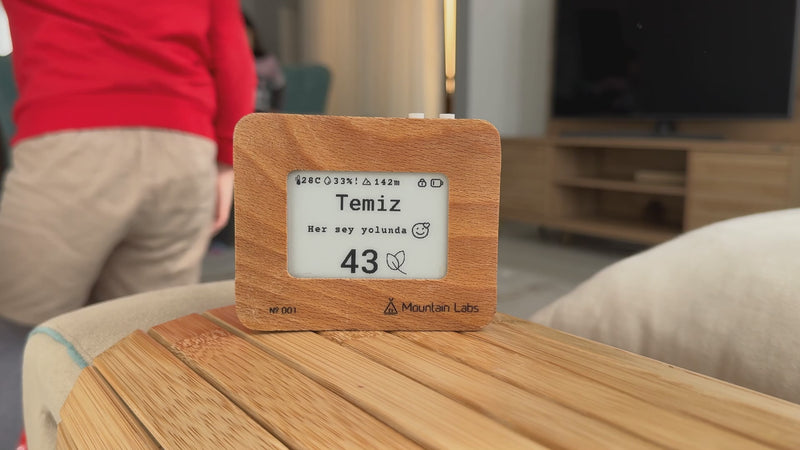 28C 33%! 142m
Temiz
Her sey yolunda
43
Nº 001
Mountain Labs